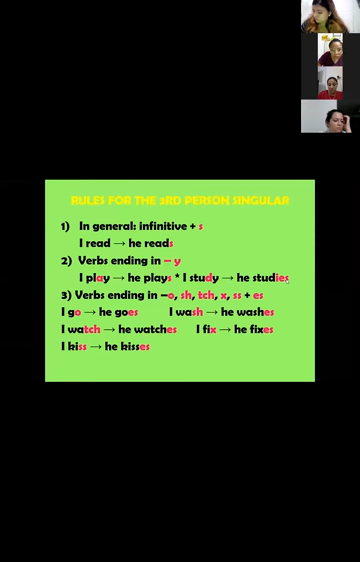 RULES FOR THE 3RD PERSON SINGULAR
1) In general: infinitive + s
I read → he reads
2) Verbs ending in – y
I play → he plays * I study → he studies
3) Verbs ending in –o, sh, tch, x, ss + es
I go → he goes I wash → he washes
I watch → he watches I fix → he fixes
I kiss → he kisses